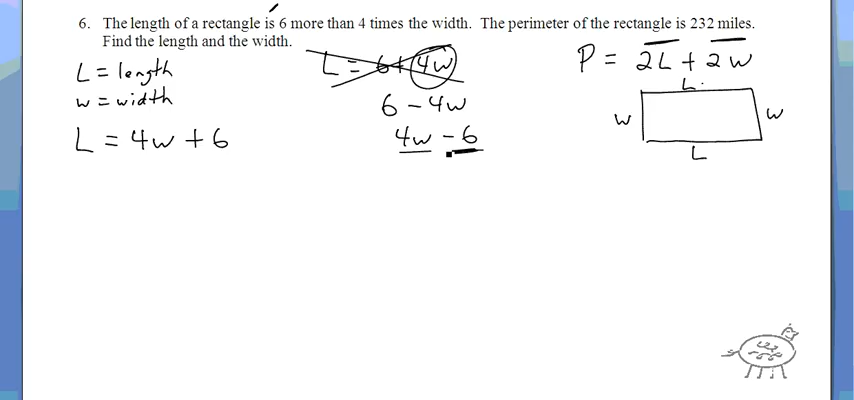 6. The length of a rectangle is 6 more than 4 times the width. The perimeter of the rectangle is 232 miles.
Find the length and the width.
L = length
w = width
L = 4w + 6
L = 6 + 4w
6 - 4w
4w - 6
P = 2L + 2w
L
w
w
L